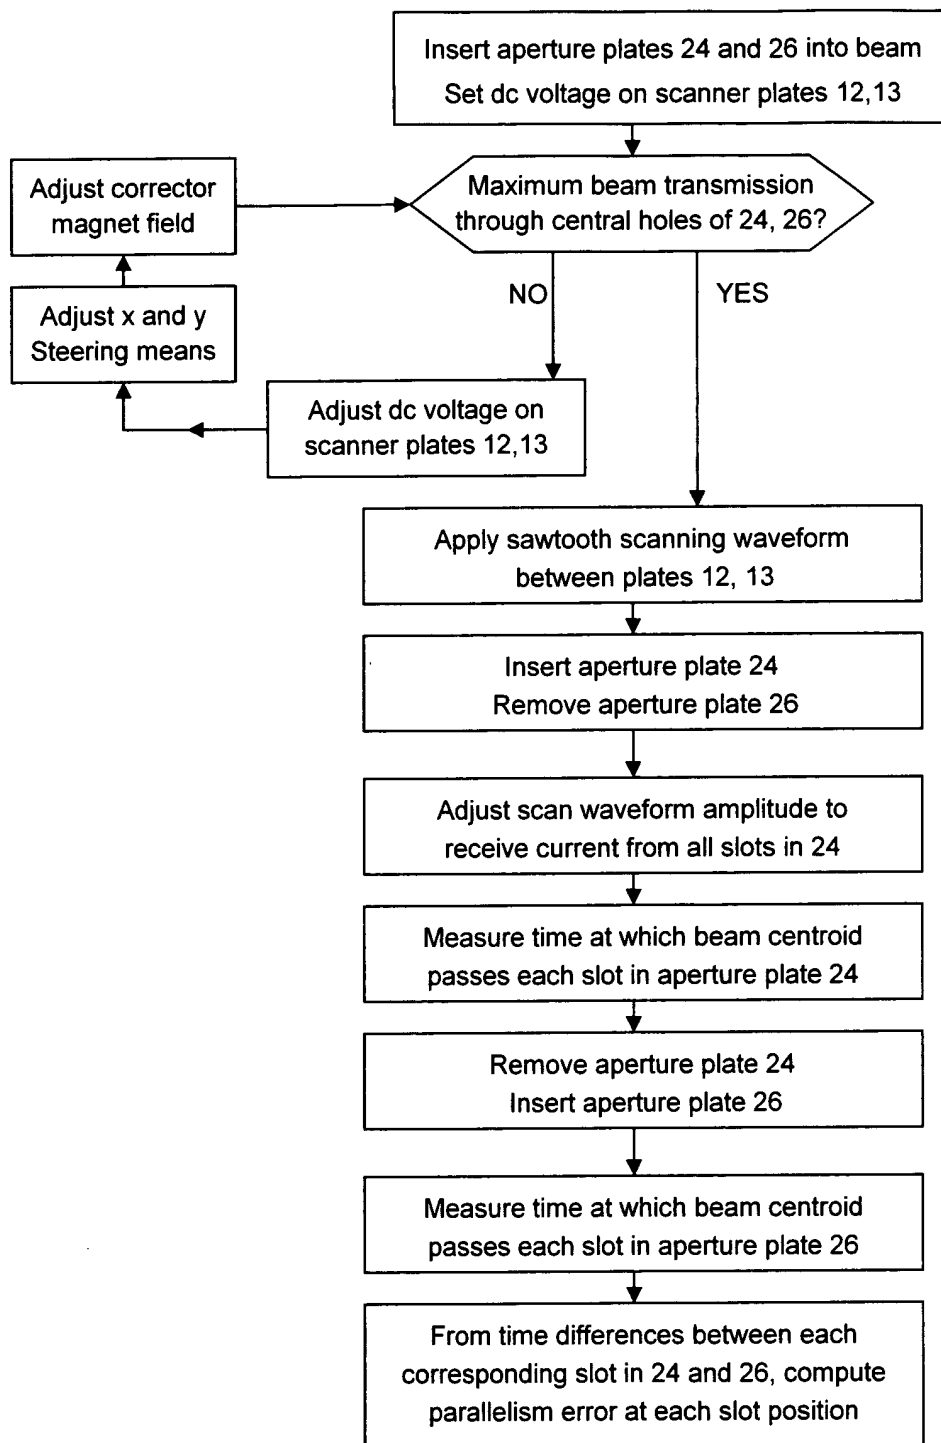 Insert aperture plates 24 and 26 into beam
Set dc voltage on scanner plates 12,13
Maximum beam transmission
through central holes of 24, 26?
Adjust corrector
magnet field
NO
YES
Adjust x and y
Steering means
Adjust dc voltage on
scanner plates 12,13
Apply sawtooth scanning waveform
between plates 12, 13
Insert aperture plate 24
Remove aperture plate 26
Adjust scan waveform amplitude to
receive current from all slots in 24
Measure time at which beam centroid
passes each slot in aperture plate 24
Remove aperture plate 24
Insert aperture plate 26
Measure time at which beam centroid
passes each slot in aperture plate 26
From time differences between each
corresponding slot in 24 and 26, compute
parallelism error at each slot position